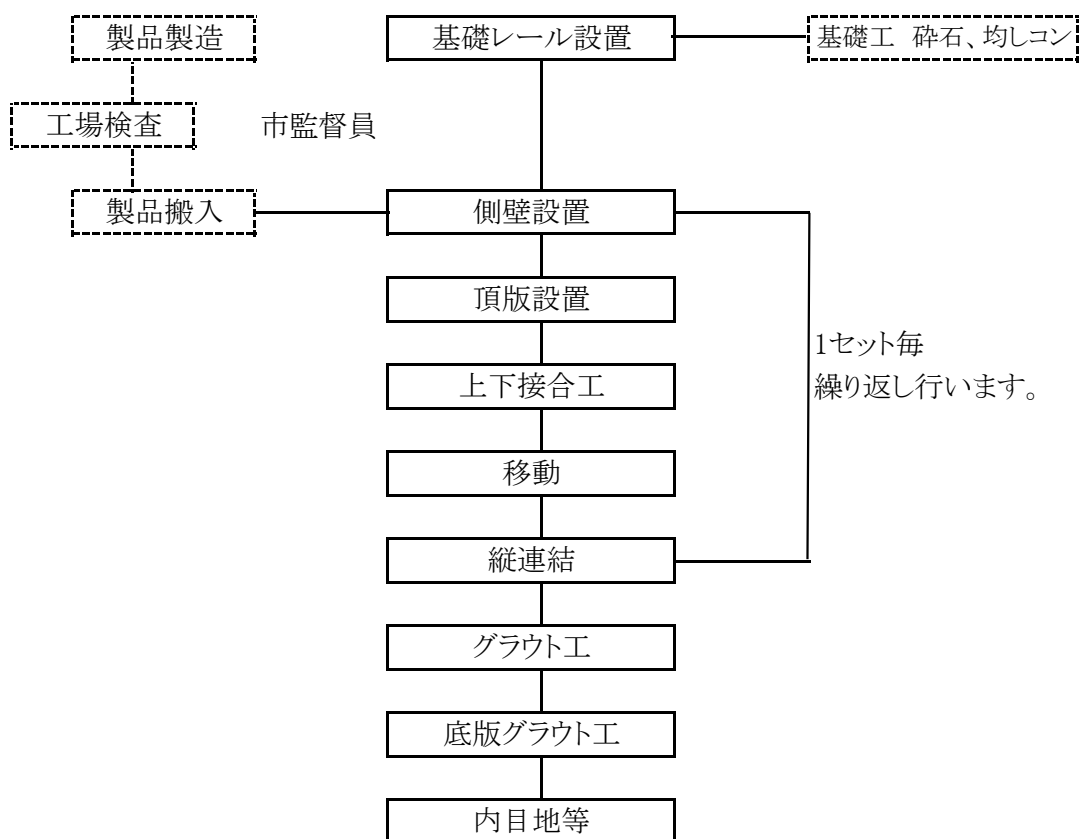 製品製造
基礎レール設置
基礎工 砕石、均しコン
工場検査
市監督員
製品搬入
側壁設置
頂版設置
上下接合工
1セット毎
繰り返し行います。
移動
縦連結
グラウト工
底版グラウト工
内目地等